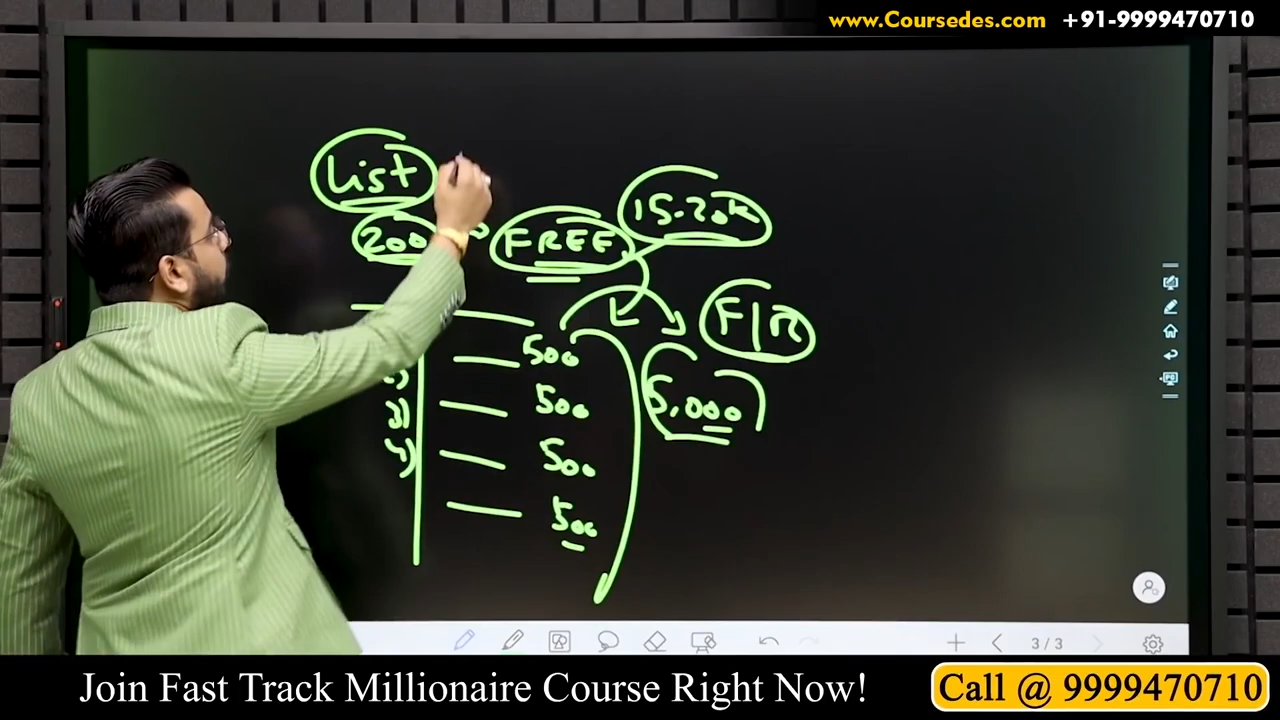 www.Coursedes.com +91-9999470710
List
200
FREE
15-20K
F/R
500
5,000
500
500
500
3/3
Join Fast Track Millionaire Course Right Now!
Call @ 9999470710